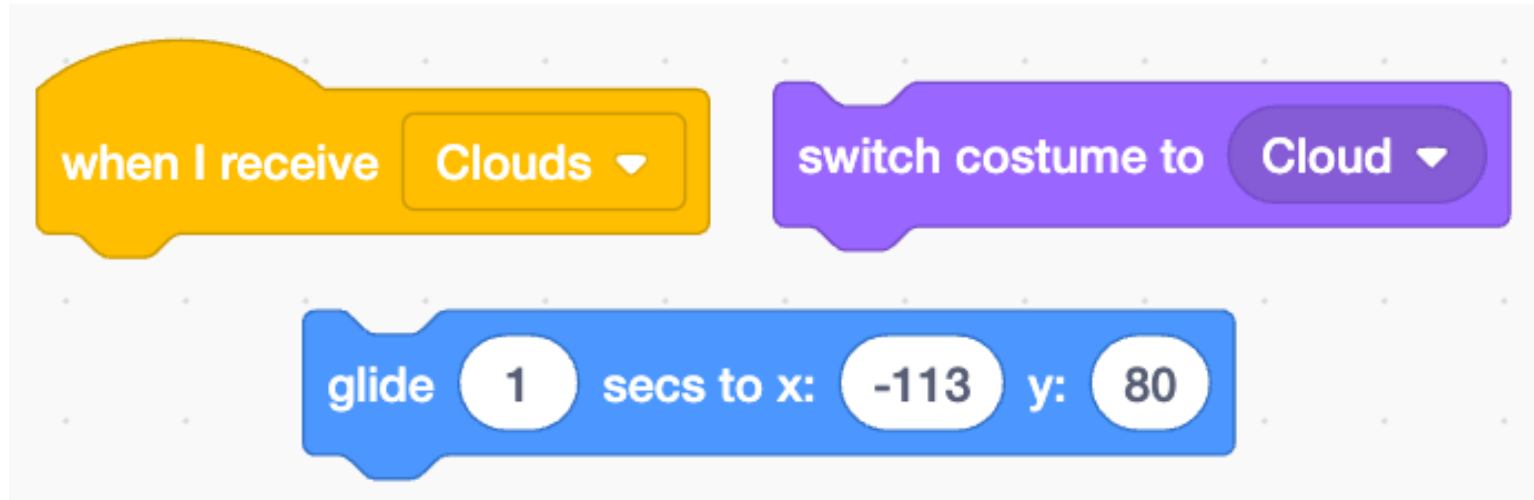 when I receive Clouds
switch costume to Cloud
glide 1 secs to x: -113 y: 80